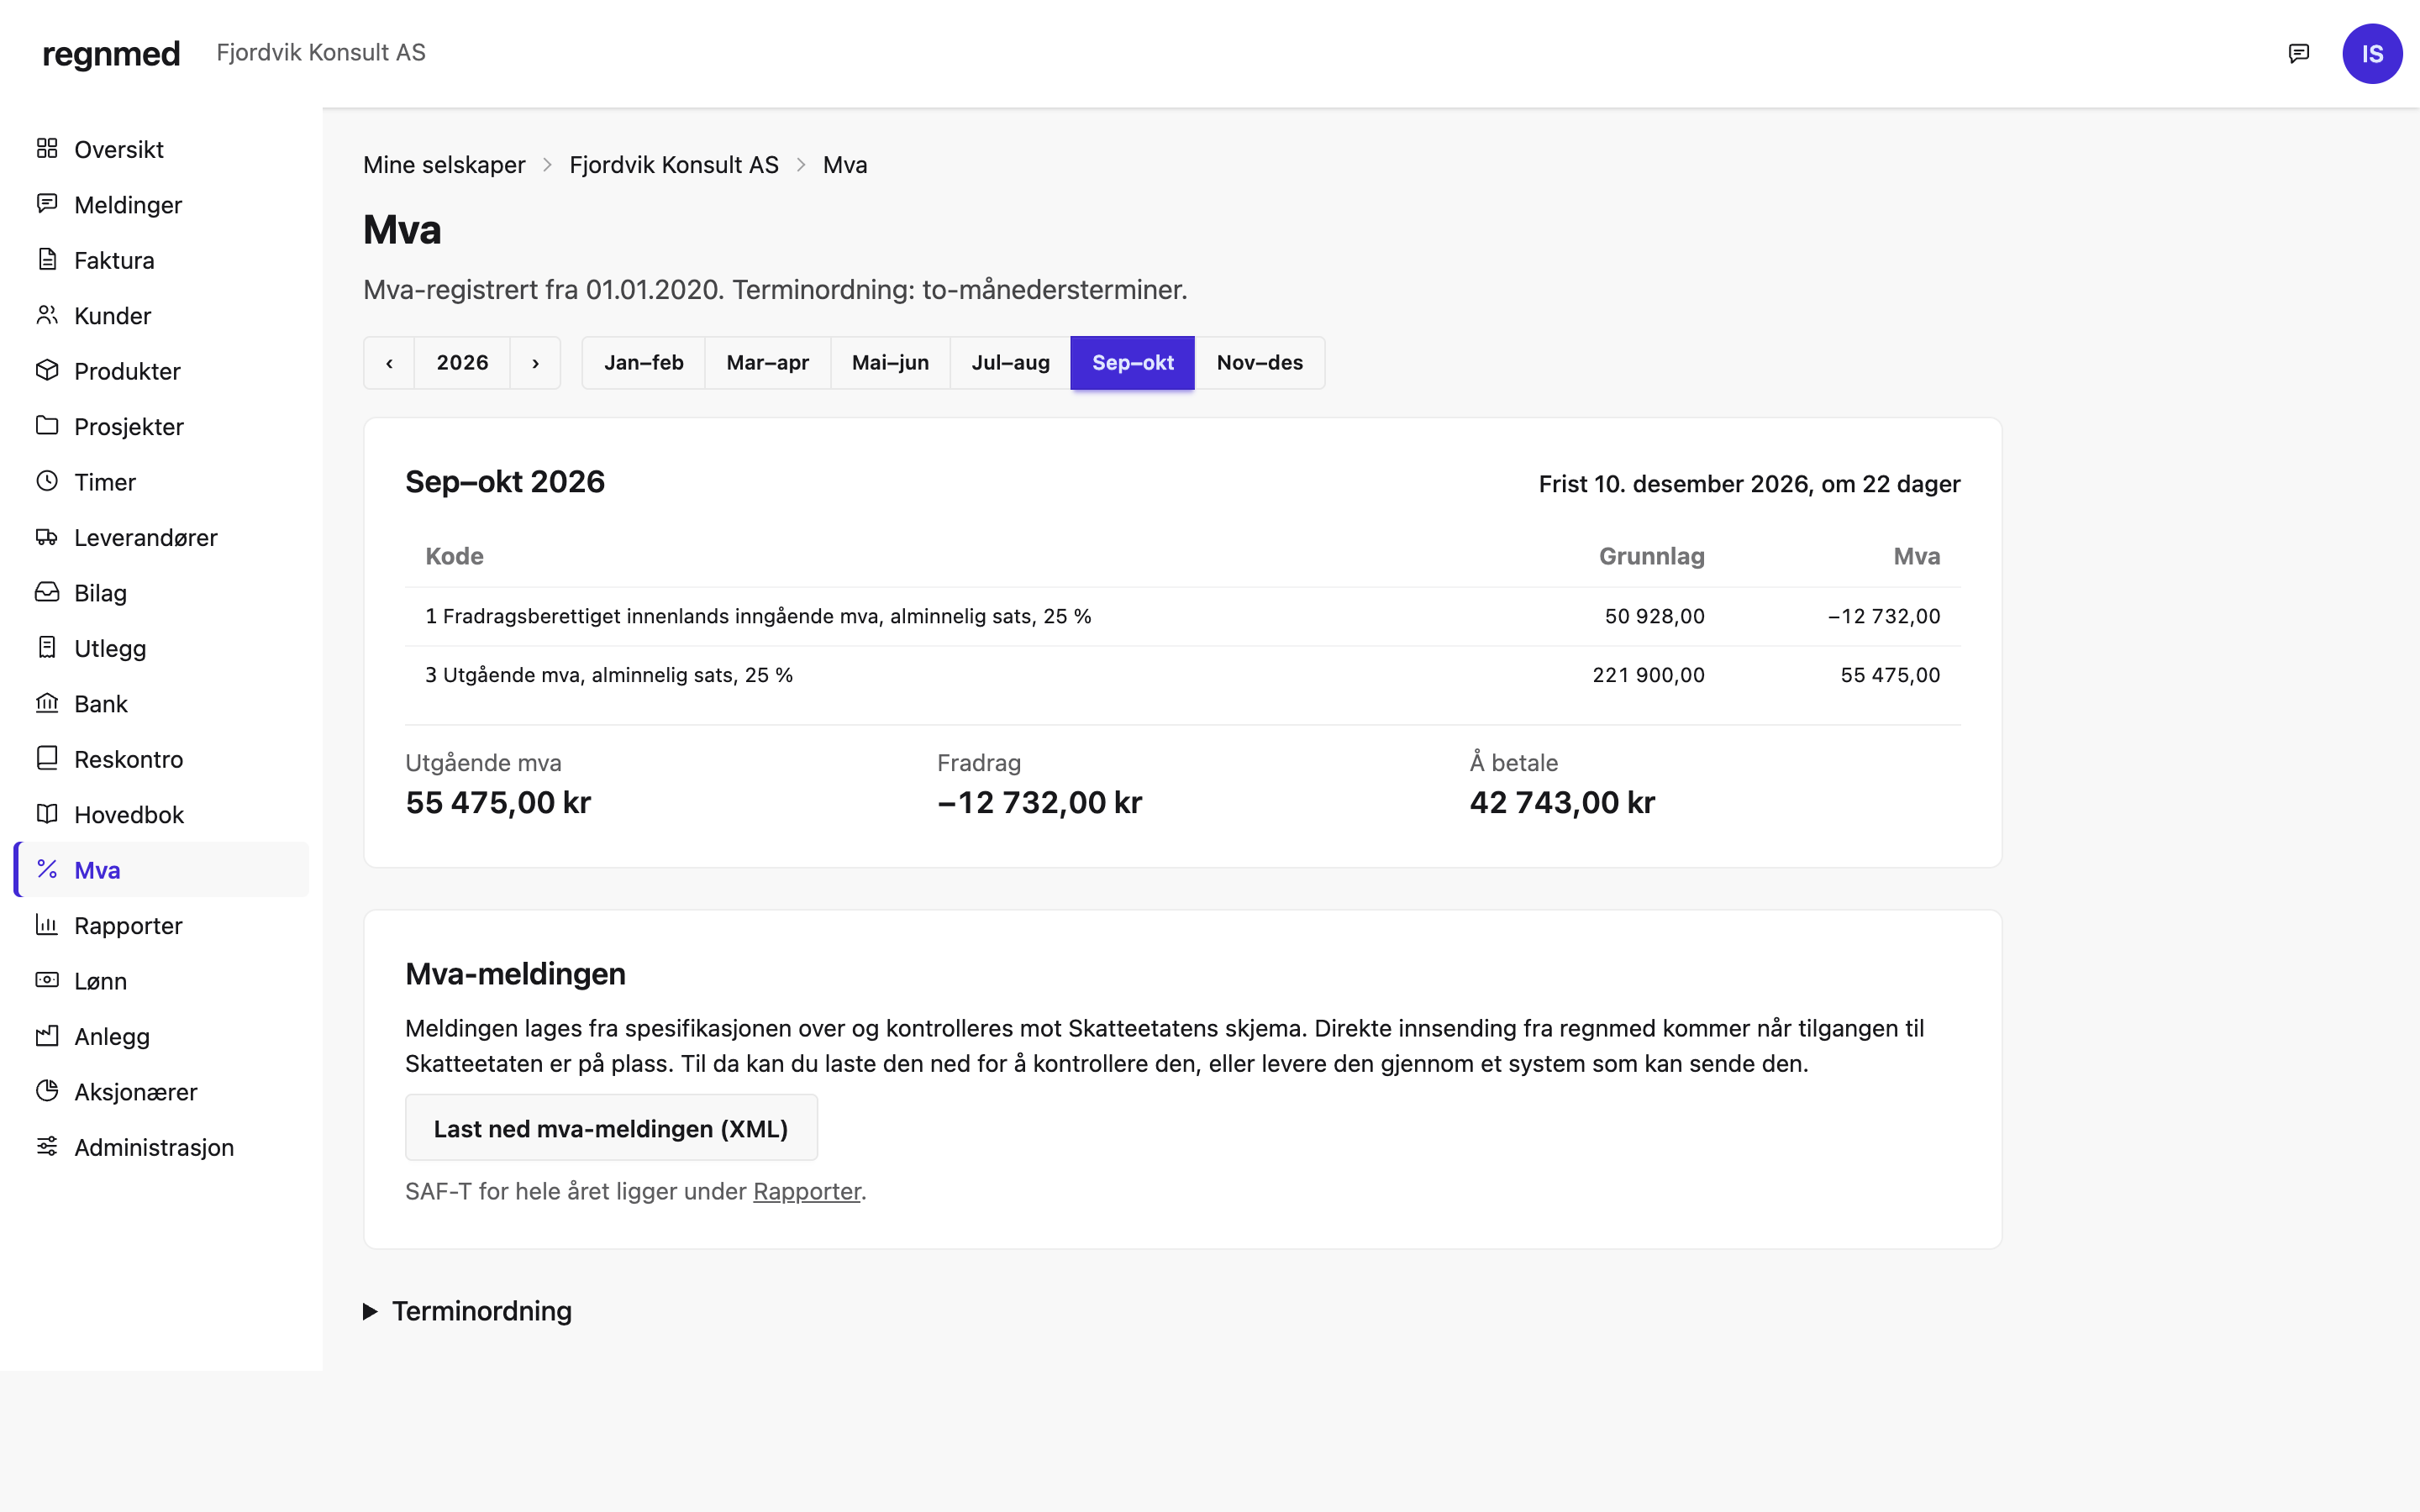 regnmed Fjordvik Konsult AS IS
Oversikt
Meldinger
Faktura
Kunder
Produkter
Prosjekter
Timer
Leverandører
Bilag
Utlegg
Bank
Reskontro
Hovedbok
Mva
Rapporter
Lønn
Anlegg
Aksjonærer
Administrasjon
Mine selskaper > Fjordvik Konsult AS > Mva
Mva
Mva-registrert fra 01.01.2020. Terminordning: to-månedersterminer.
‹ 2026 › Jan–feb Mar–apr Mai–jun Jul–aug Sep–okt Nov–des
Sep–okt 2026 Frist 10. desember 2026, om 22 dager
Kode Grunnlag Mva
1 Fradragsberettiget innenlands inngående mva, alminnelig sats, 25 % 50 928,00 −12 732,00
3 Utgående mva, alminnelig sats, 25 % 221 900,00 55 475,00
Utgående mva Fradrag Å betale
55 475,00 kr −12 732,00 kr 42 743,00 kr
Mva-meldingen
Meldingen lages fra spesifikasjonen over og kontrolleres mot Skatteetatens skjema. Direkte innsending fra regnmed kommer når tilgangen til
Skatteetaten er på plass. Til da kan du laste den ned for å kontrollere den, eller levere den gjennom et system som kan sende den.
Last ned mva-meldingen (XML)
SAF-T for hele året ligger under Rapporter.
Terminordning